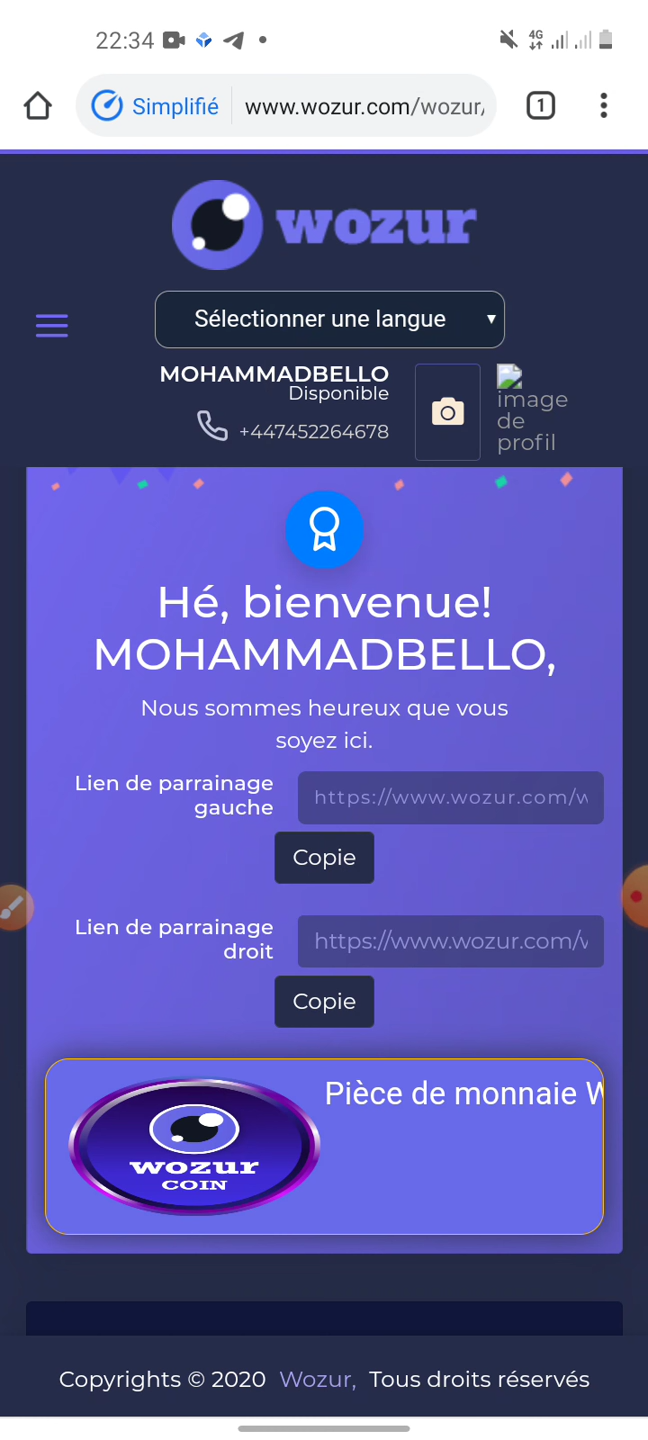 22:34
4G
Simplifié
www.wozur.com/wozur/
1
wozur
Sélectionner une langue
MOHAMMADBELLO
Disponible
+447452264678
image
de
profil
Hé, bienvenue!
MOHAMMADBELLO,
Nous sommes heureux que vous
soyez ici.
Lien de parrainage
gauche
https://www.wozur.com/w
Copie
Lien de parrainage
droit
https://www.wozur.com/w
Copie
Pièce de monnaie W
wozur
COIN
Copyrights © 2020 Wozur, Tous droits réservés